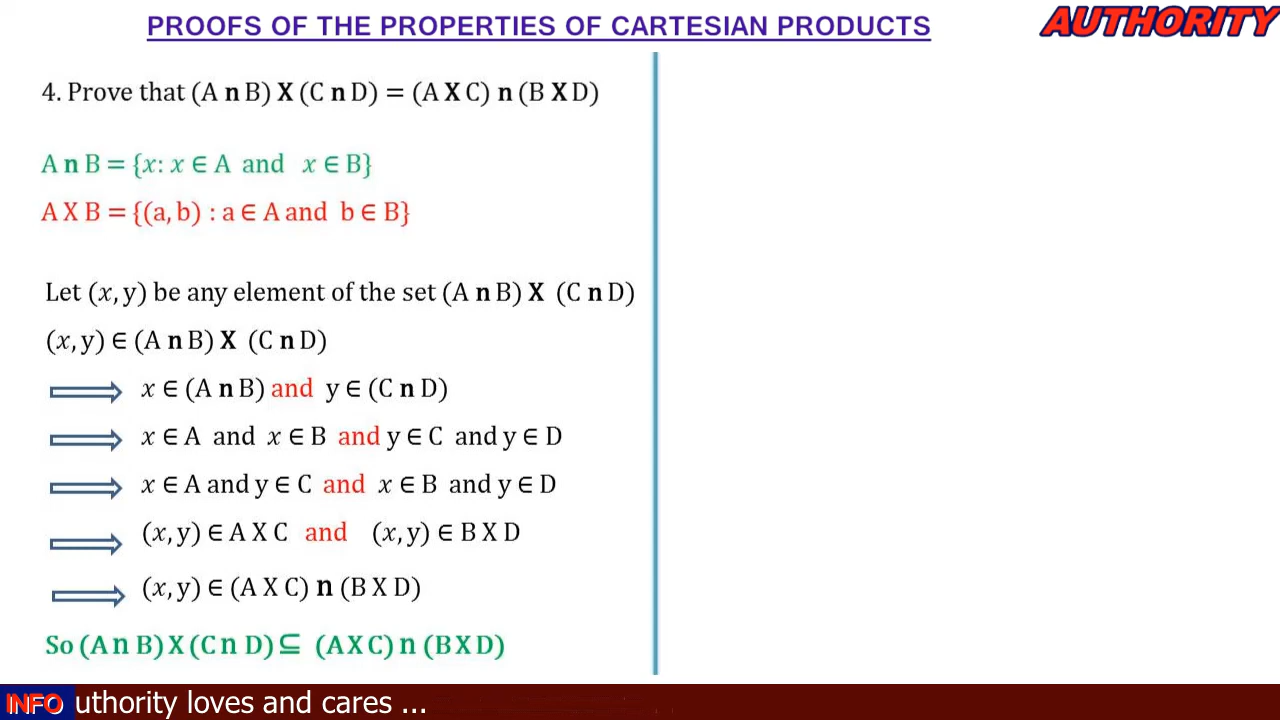 PROOFS OF THE PROPERTIES OF CARTESIAN PRODUCTS
AUTHORITY
4. Prove that (A n B) X (C n D) = (A X C) n (B X D)
A n B = {x: x ∈ A and x ∈ B}
A X B = {(a, b) : a ∈ A and b ∈ B}
Let (x, y) be any element of the set (A n B) X (C n D)
(x, y) ∈ (A n B) X (C n D)
⟹ x ∈ (A n B) and y ∈ (C n D)
⟹ x ∈ A and x ∈ B and y ∈ C and y ∈ D
⟹ x ∈ A and y ∈ C and x ∈ B and y ∈ D
⟹ (x, y) ∈ A X C and (x, y) ∈ B X D
⟹ (x, y) ∈ (A X C) n (B X D)
So (A n B) X (C n D) ⊆ (A X C) n (B X D)
INFO uthority loves and cares ...